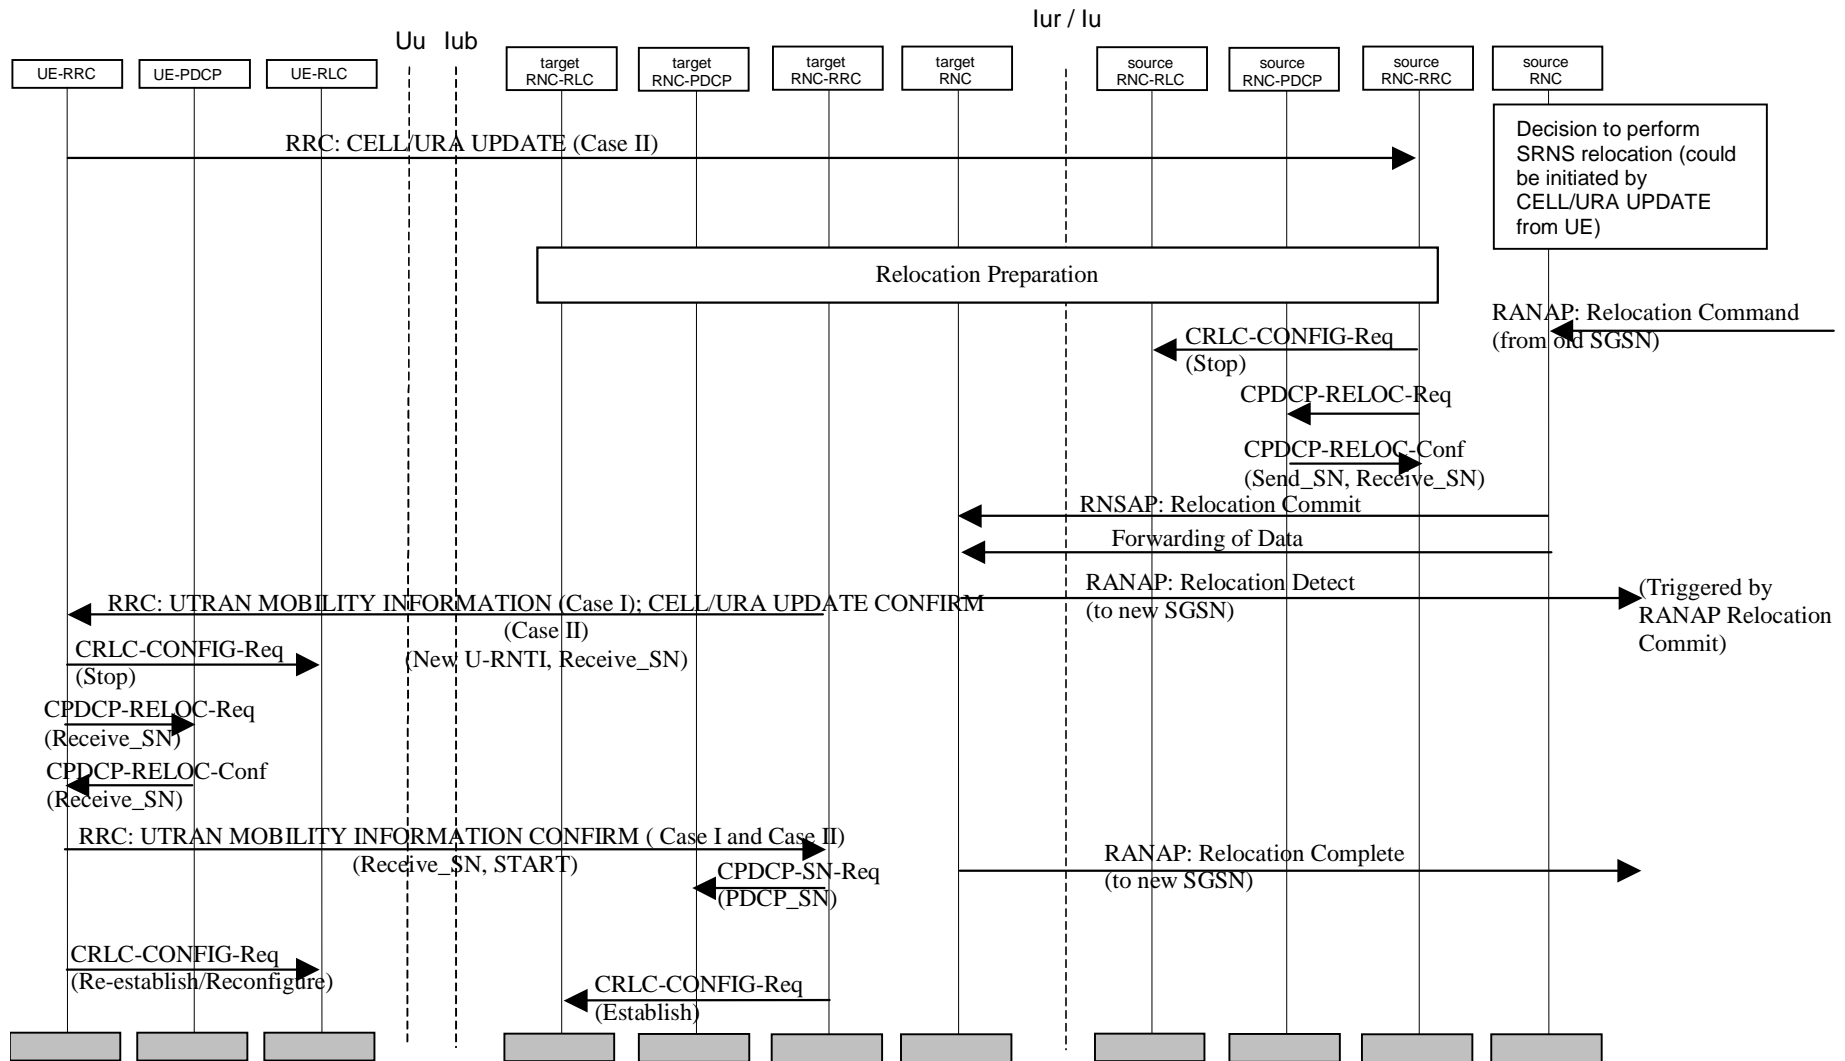 Iur / Iu
Uu Iub
UE-RRC
UE-PDCP
UE-RLC
target
RNC-RLC
target
RNC-PDCP
target
RNC-RRC
target
RNC
source
RNC-RLC
source
RNC-PDCP
source
RNC-RRC
source
RNC
Decision to perform
SRNS relocation (could
be initiated by
CELL/URA UPDATE
from UE)
RRC: CELL/URA UPDATE (Case II)
Relocation Preparation
RANAP: Relocation Command
(from old SGSN)
CRLC-CONFIG-Req
(Stop)
CPDCP-RELOC-Req
CPDCP-RELOC-Conf
(Send_SN, Receive_SN)
RNSAP: Relocation Commit
Forwarding of Data
RANAP: Relocation Detect
(to new SGSN)
(Triggered by
RANAP Relocation
Commit)
RRC: UTRAN MOBILITY INFORMATION (Case I); CELL/URA UPDATE CONFIRM
(Case II)
(New U-RNTI, Receive_SN)
CRLC-CONFIG-Req
(Stop)
CPDCP-RELOC-Req
(Receive_SN)
CPDCP-RELOC-Conf
(Receive_SN)
RRC: UTRAN MOBILITY INFORMATION CONFIRM ( Case I and Case II)
(Receive_SN, START)
RANAP: Relocation Complete
(to new SGSN)
CPDCP-SN-Req
(PDCP_SN)
CRLC-CONFIG-Req
(Re-establish/Reconfigure)
CRLC-CONFIG-Req
(Establish)